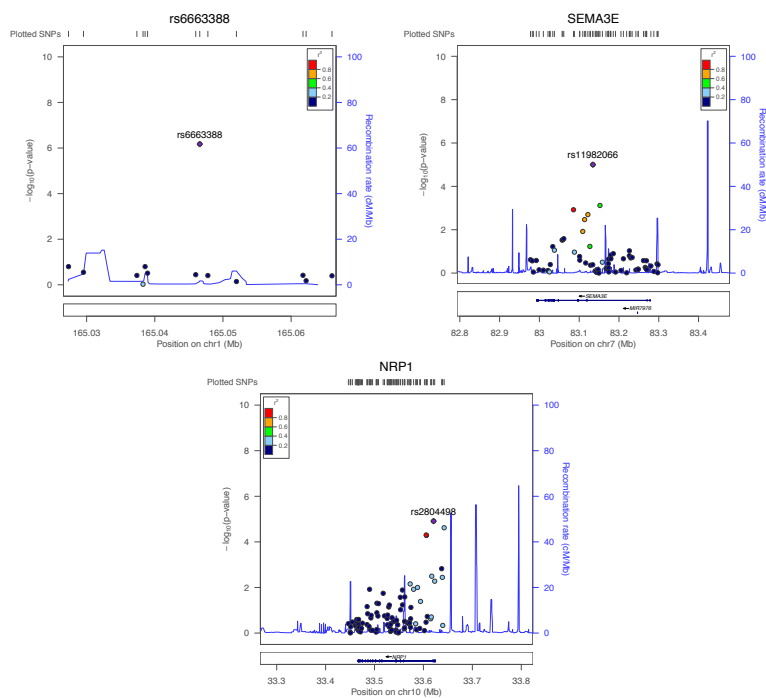 rs6663388
Plotted SNPs
10
8
6
4
2
0
−log10(p−value)
100
80
60
40
20
0
Recombination rate (cM/Mb)
r²
0.8
0.6
0.4
0.2
rs6663388
165.03
165.04
165.05
165.06
Position on chr1 (Mb)
SEMA3E
Plotted SNPs
10
8
6
4
2
0
−log10(p−value)
100
80
60
40
20
0
Recombination rate (cM/Mb)
r²
0.8
0.6
0.4
0.2
rs11982066
SEMA3E
MIR7976
82.8
82.9
83
83.1
83.2
83.3
83.4
Position on chr7 (Mb)
NRP1
Plotted SNPs
10
8
6
4
2
0
−log10(p−value)
100
80
60
40
20
0
Recombination rate (cM/Mb)
r²
0.8
0.6
0.4
0.2
rs2804498
NRP1
33.3
33.4
33.5
33.6
33.7
33.8
Position on chr10 (Mb)